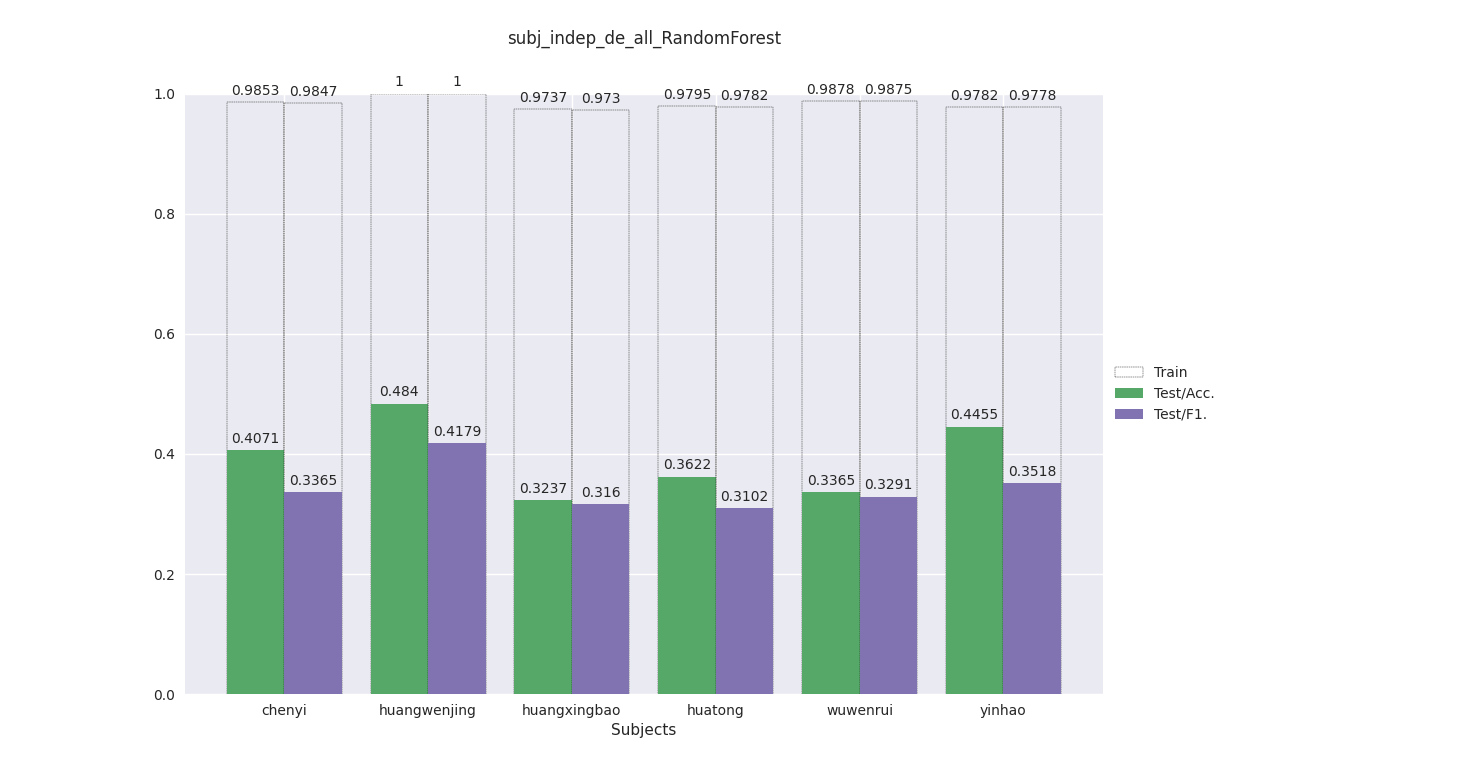 subj_indep_de_all_RandomForest
1 1
0.9853 0.9847 0.9737 0.973 0.9795 0.9782 0.9878 0.9875 0.9782 0.9778
1.0
0.8
0.6
0.484
0.4071 0.4179 0.4455
0.4
0.3365 0.3237 0.316 0.3622 0.3102 0.3365 0.3291 0.3518
0.2
0.0
Train
Test/Acc.
Test/F1.
chenyi huangwenjing huangxingbao huatong wuwenrui yinhao
Subjects